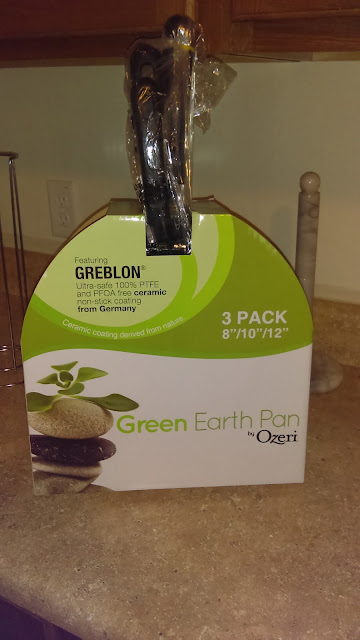 Featuring
GREBLON®
Ultra-safe 100% PTFE
and PFOA free ceramic
non-stick coating
from Germany
Ceramic coating derived from nature.
3 PACK
8"/10"/12"
Green Earth Pan
by Ozeri